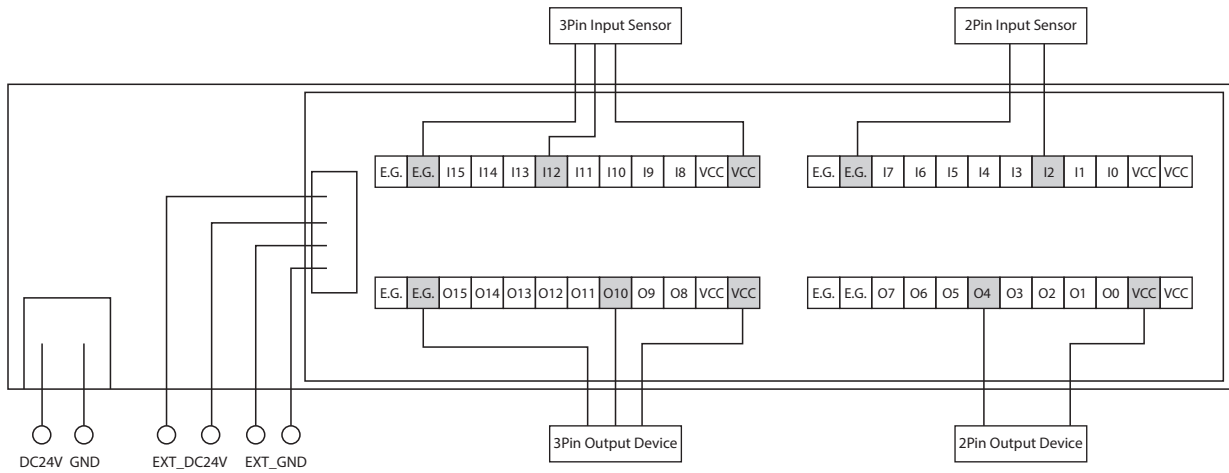 3Pin Input Sensor
2Pin Input Sensor
E.G. E.G. I15 I14 I13 I12 I11 I10 I9 I8 VCC VCC
E.G. E.G. I7 I6 I5 I4 I3 I2 I1 I0 VCC VCC
E.G. E.G. O15 O14 O13 O12 O11 O10 O9 O8 VCC VCC
E.G. E.G. O7 O6 O5 O4 O3 O2 O1 O0 VCC VCC
3Pin Output Device
2Pin Output Device
DC24V GND EXT_DC24V EXT_GND